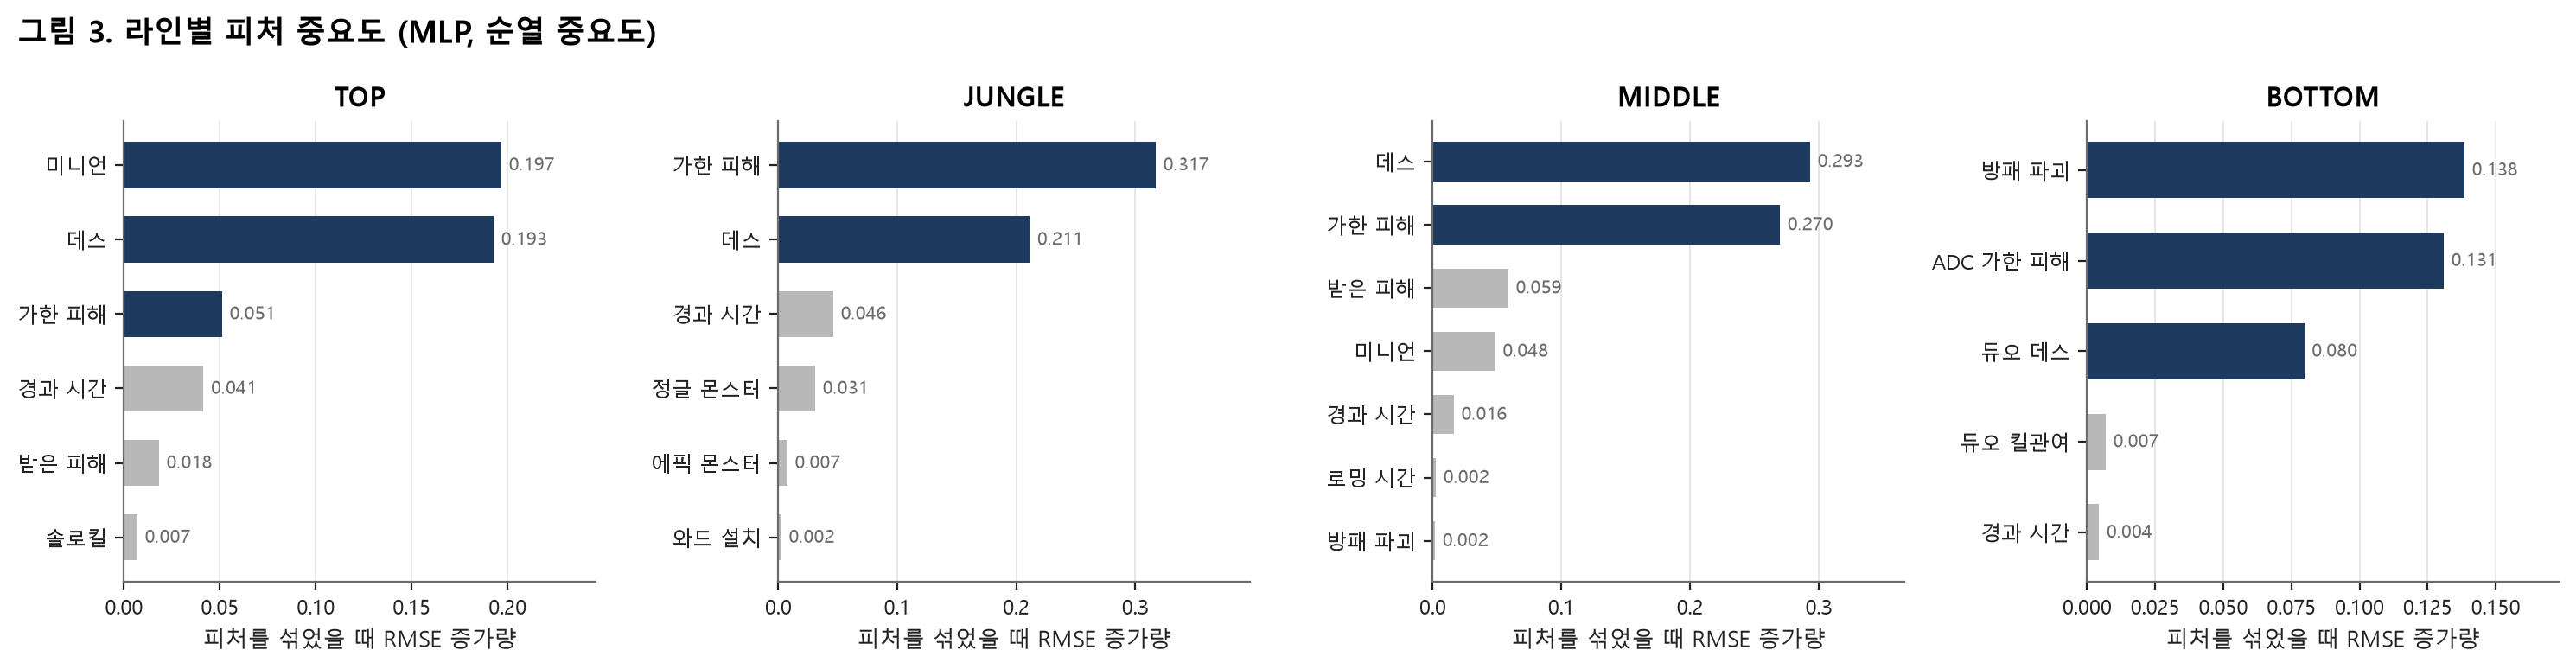 그림 3. 라인별 피처 중요도 (MLP, 순열 중요도)
TOP
미니언
0.197
데스
0.193
가한 피해
0.051
경과 시간
0.041
받은 피해
0.018
솔로킬
0.007
0.00 0.05 0.10 0.15 0.20
피처를 섞었을 때 RMSE 증가량
JUNGLE
가한 피해
0.317
데스
0.211
경과 시간
0.046
정글 몬스터
0.031
에픽 몬스터
0.007
와드 설치
0.002
0.0 0.1 0.2 0.3
피처를 섞었을 때 RMSE 증가량
MIDDLE
데스
0.293
가한 피해
0.270
받은 피해
0.059
미니언
0.048
경과 시간
0.016
로밍 시간
0.002
방패 파괴
0.002
0.0 0.1 0.2 0.3
피처를 섞었을 때 RMSE 증가량
BOTTOM
방패 파괴
0.138
ADC 가한 피해
0.131
듀오 데스
0.080
듀오 킬관여
0.007
경과 시간
0.004
0.000 0.025 0.050 0.075 0.100 0.125 0.150
피처를 섞었을 때 RMSE 증가량